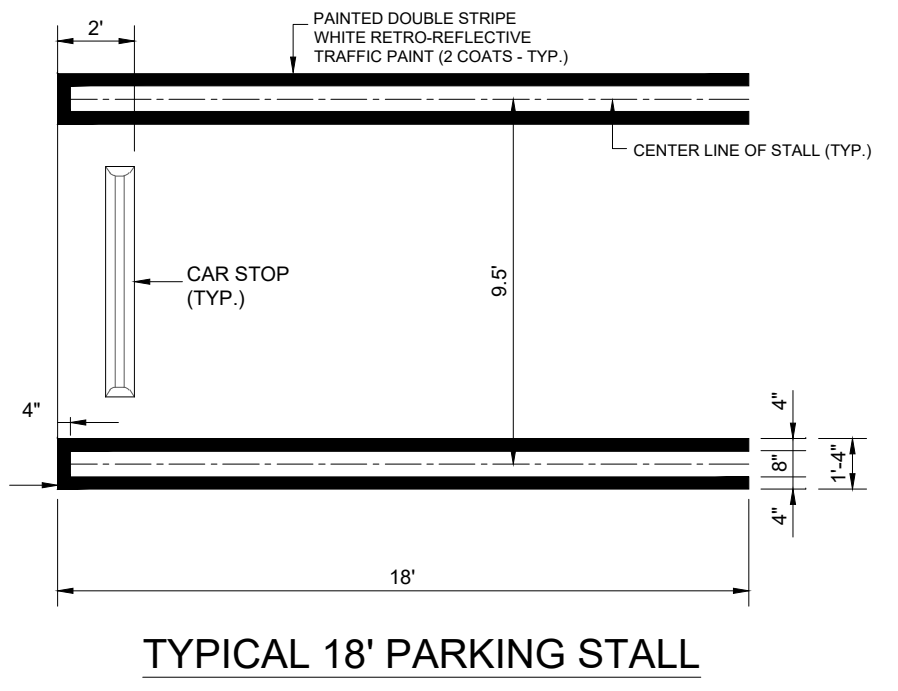 2'
PAINTED DOUBLE STRIPE
WHITE RETRO-REFLECTIVE
TRAFFIC PAINT (2 COATS - TYP.)
CENTER LINE OF STALL (TYP.)
CAR STOP
(TYP.)
9.5'
4"
4"
8"
1'-4"
4"
18'
TYPICAL 18' PARKING STALL